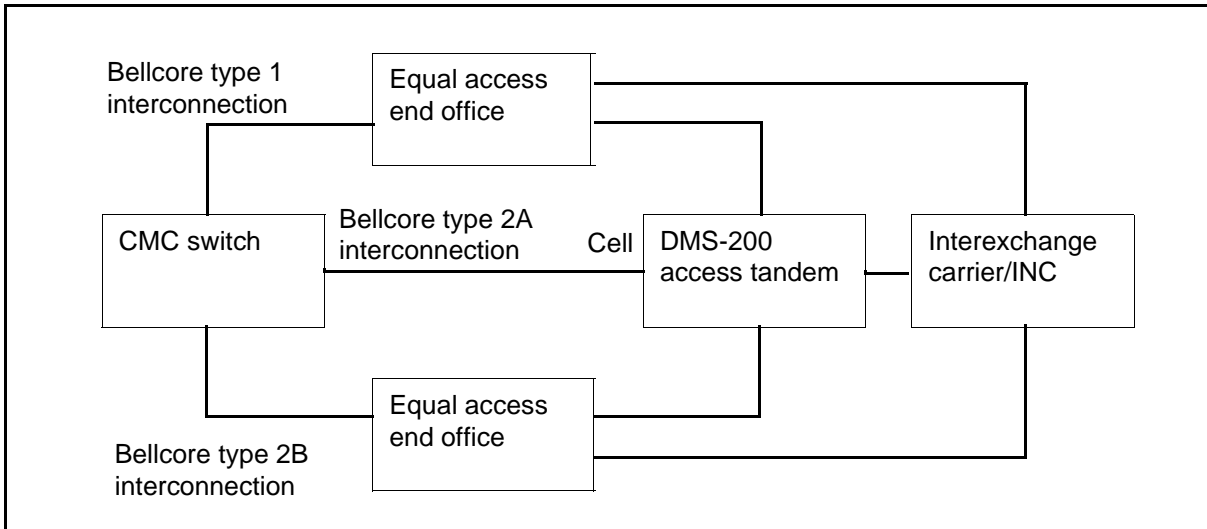 Bellcore type 1
interconnection
Equal access
end office
CMC switch
Bellcore type 2A
interconnection
Cell
DMS-200
access tandem
Interexchange
carrier/INC
Equal access
end office
Bellcore type 2B
interconnection